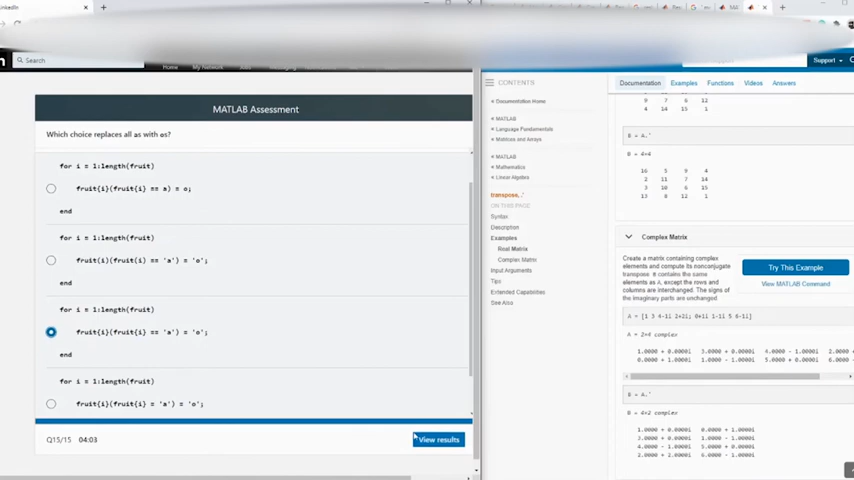 LinkedIn
Search
Support
MATLAB Assessment
Which choice replaces all as with os?
for i = 1:length(fruit)
fruit{i}(fruit{i} == a) = o;
end
for i = 1:length(fruit)
fruit(i)(fruit(i) == 'a') = 'o';
end
for i = 1:length(fruit)
fruit{i}(fruit{i} == 'a') = 'o';
end
for i = 1:length(fruit)
fruit{i}(fruit{i} = 'a') = 'o';
Q15/15 04:03
View results
CONTENTS
« Documentation Home
« MATLAB
« Language Fundamentals
« Matrices and Arrays
« MATLAB
« Mathematics
« Linear Algebra
transpose, .'
ON THIS PAGE
Syntax
Description
Examples
Real Matrix
Complex Matrix
Input Arguments
Tips
Extended Capabilities
See Also
Documentation Examples Functions Videos Answers
9 7 6 12
4 14 15 1
B = A.'
B = 4×4
16 5 9 4
2 11 7 14
3 10 6 15
13 8 12 1
Complex Matrix
Create a matrix containing complex
elements and compute its nonconjugate
transpose. B contains the same
elements as A, except the rows and
columns are interchanged. The signs of
the imaginary parts are unchanged.
Try This Example
View MATLAB Command
A = [1 3 4-1i 2+2i; 0+1i 1-1i 5 6-1i]
A = 2×4 complex
1.0000 + 0.0000i 3.0000 + 0.0000i 4.0000 - 1.0000i 2.0000 +
0.0000 + 1.0000i 1.0000 - 1.0000i 5.0000 + 0.0000i 6.0000 -
B = A.'
B = 4×2 complex
1.0000 + 0.0000i 0.0000 + 1.0000i
3.0000 + 0.0000i 1.0000 - 1.0000i
4.0000 - 1.0000i 5.0000 + 0.0000i
2.0000 + 2.0000i 6.0000 - 1.0000i